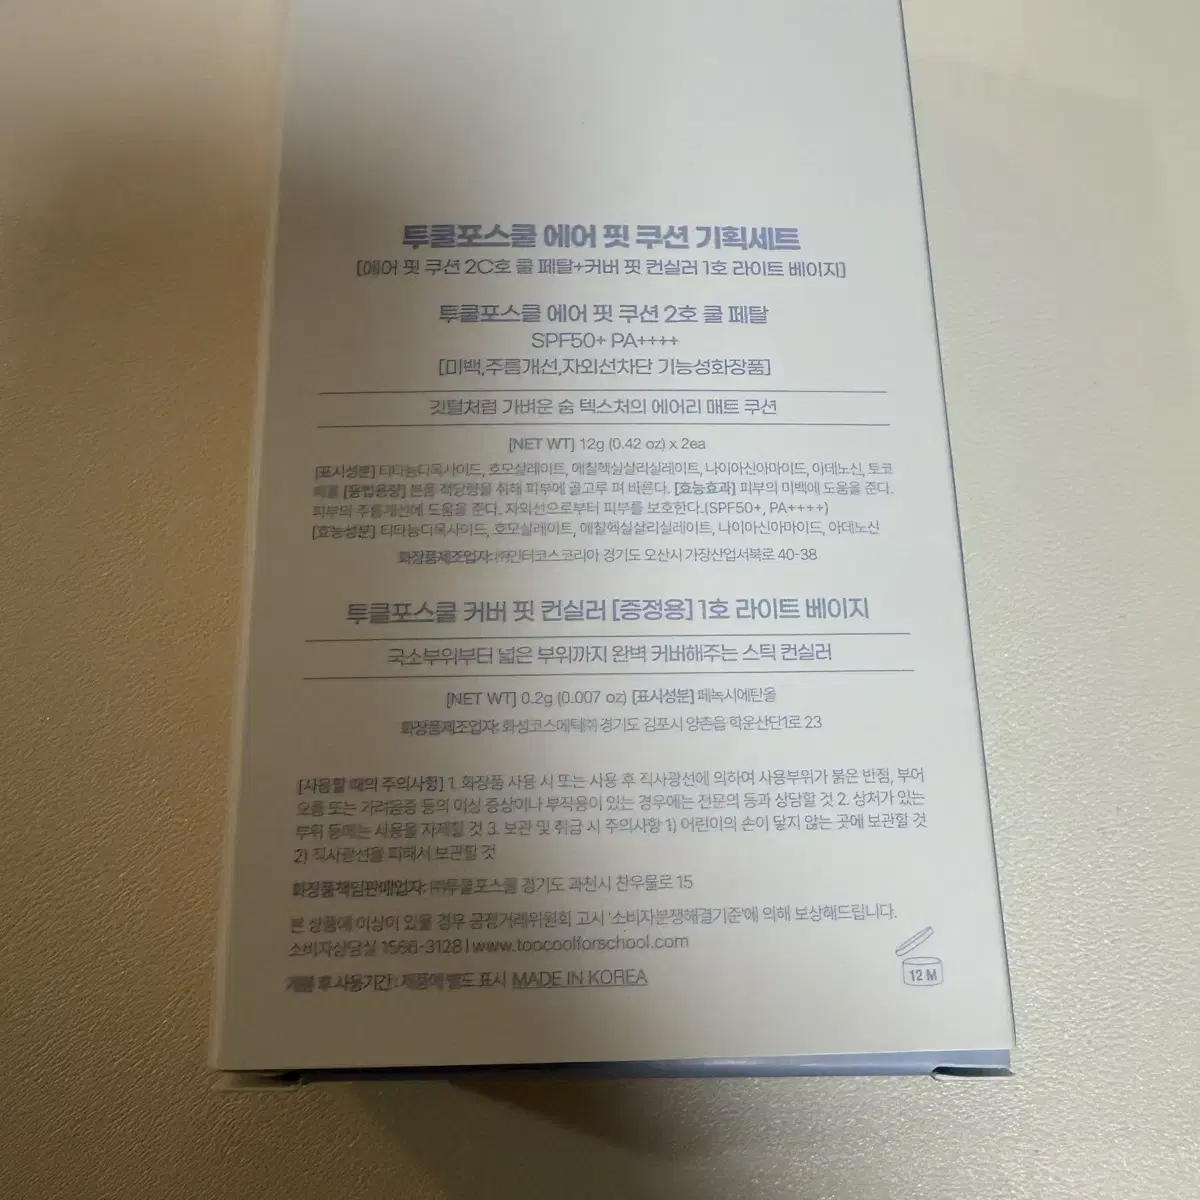 투쿨포스쿨 에어 핏 쿠션 기획세트
[에어 핏 쿠션 2C호 쿨 페탈+커버 핏 컨실러 1호 라이트 베이지]
투쿨포스쿨 에어 핏 쿠션 2호 쿨 페탈
SPF50+ PA++++
[미백,주름개선,자외선차단 기능성화장품]
깃털처럼 가벼운 숨 텍스처의 에어리 매트 쿠션
[NET WT] 12g (0.42 oz) x 2ea
[표시성분] 티타늄디옥사이드, 호모살레이트, 에칠헥실살리실레이트, 나이아신아마이드, 아데노신, 토코
페롤 [용법용량] 본품 적당량을 취해 피부에 골고루 펴 바른다. [효능효과] 피부의 미백에 도움을 준다.
피부의 주름개선에 도움을 준다. 자외선으로부터 피부를 보호한다.(SPF50+, PA++++)
[효능성분] 티타늄디옥사이드, 호모살레이트, 에칠헥실살리실레이트, 나이아신아마이드, 아데노신
화장품제조업자: ㈜인터코스코리아 경기도 오산시 가장산업서북로 40-38
투쿨포스쿨 커버 핏 컨실러 [증정용] 1호 라이트 베이지
국소부위부터 넓은 부위까지 완벽 커버해주는 스틱 컨실러
[NET WT] 0.2g (0.007 oz) [표시성분] 페녹시에탄올
화장품제조업자: 화성코스메틱㈜ 경기도 김포시 양촌읍 학운산단1로 23
[사용할 때의 주의사항] 1. 화장품 사용 시 또는 사용 후 직사광선에 의하여 사용부위가 붉은 반점, 부어
오름 또는 가려움증 등의 이상 증상이나 부작용이 있는 경우에는 전문의 등과 상담할 것 2. 상처가 있는
부위 등에는 사용을 자제할 것 3. 보관 및 취급 시 주의사항 1) 어린이의 손이 닿지 않는 곳에 보관할 것
2) 직사광선을 피해서 보관할 것
화장품책임판매업자: ㈜투쿨포스쿨 경기도 과천시 찬우물로 15
본 상품에 이상이 있을 경우 공정거래위원회 고시 '소비자분쟁해결기준'에 의해 보상해드립니다.
소비자상담실 1566-3128 | www.toocoolforschool.com
개봉 후 사용기간 : 제품에 별도 표시 MADE IN KOREA
12 M